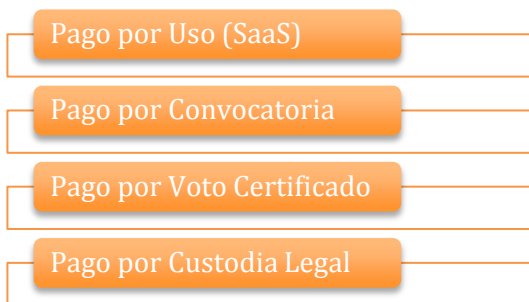 Pago por Uso (SaaS)
Pago por Convocatoria
Pago por Voto Certificado
Pago por Custodia Legal